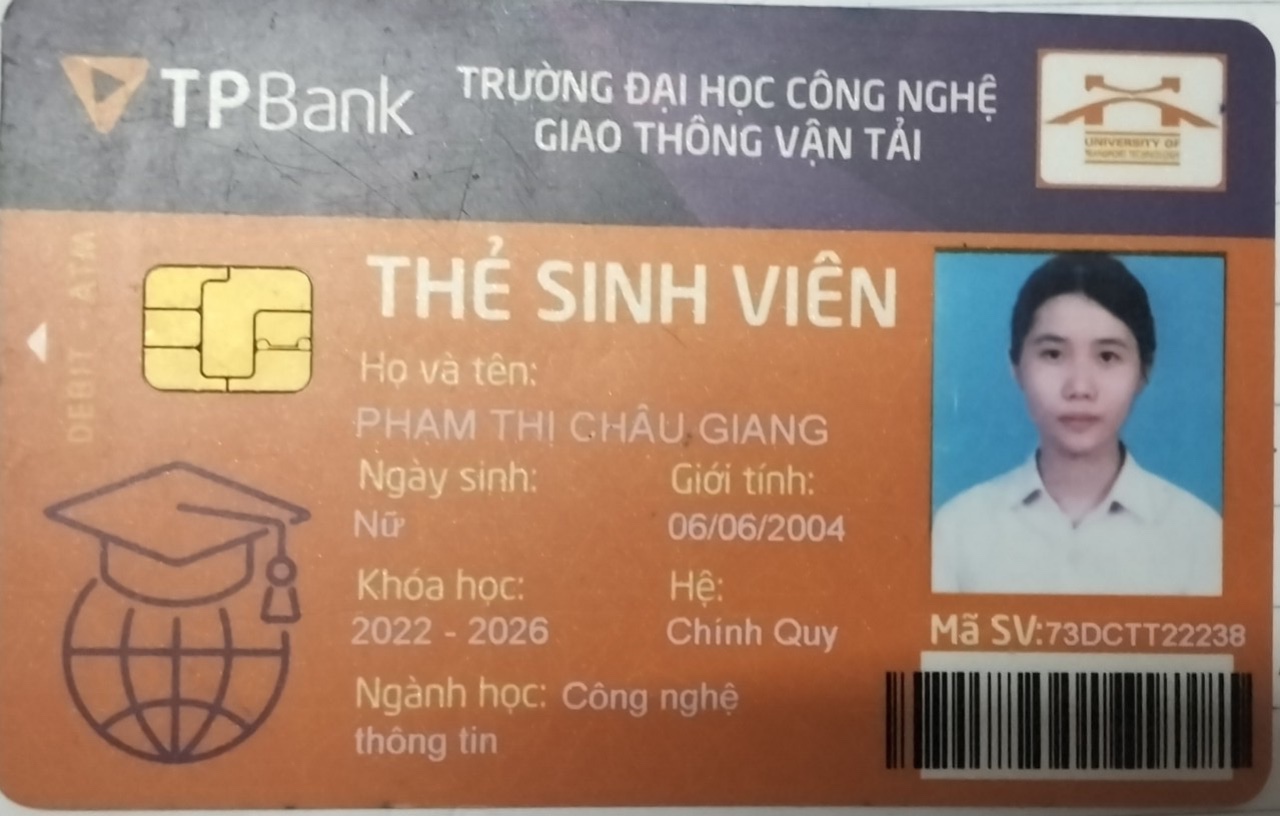 TPBank
TRƯỜNG ĐẠI HỌC CÔNG NGHỆ
GIAO THÔNG VẬN TẢI
UNIVERSITY OF
TRANSPORT TECHNOLOGY
DEBIT - ATM
THẺ SINH VIÊN
Họ và tên:
PHẠM THỊ CHÂU GIANG
Ngày sinh: Giới tính:
Nữ 06/06/2004
Khóa học: Hệ:
2022 - 2026 Chính Quy
Mã SV:73DCTT22238
Ngành học: Công nghệ
thông tin